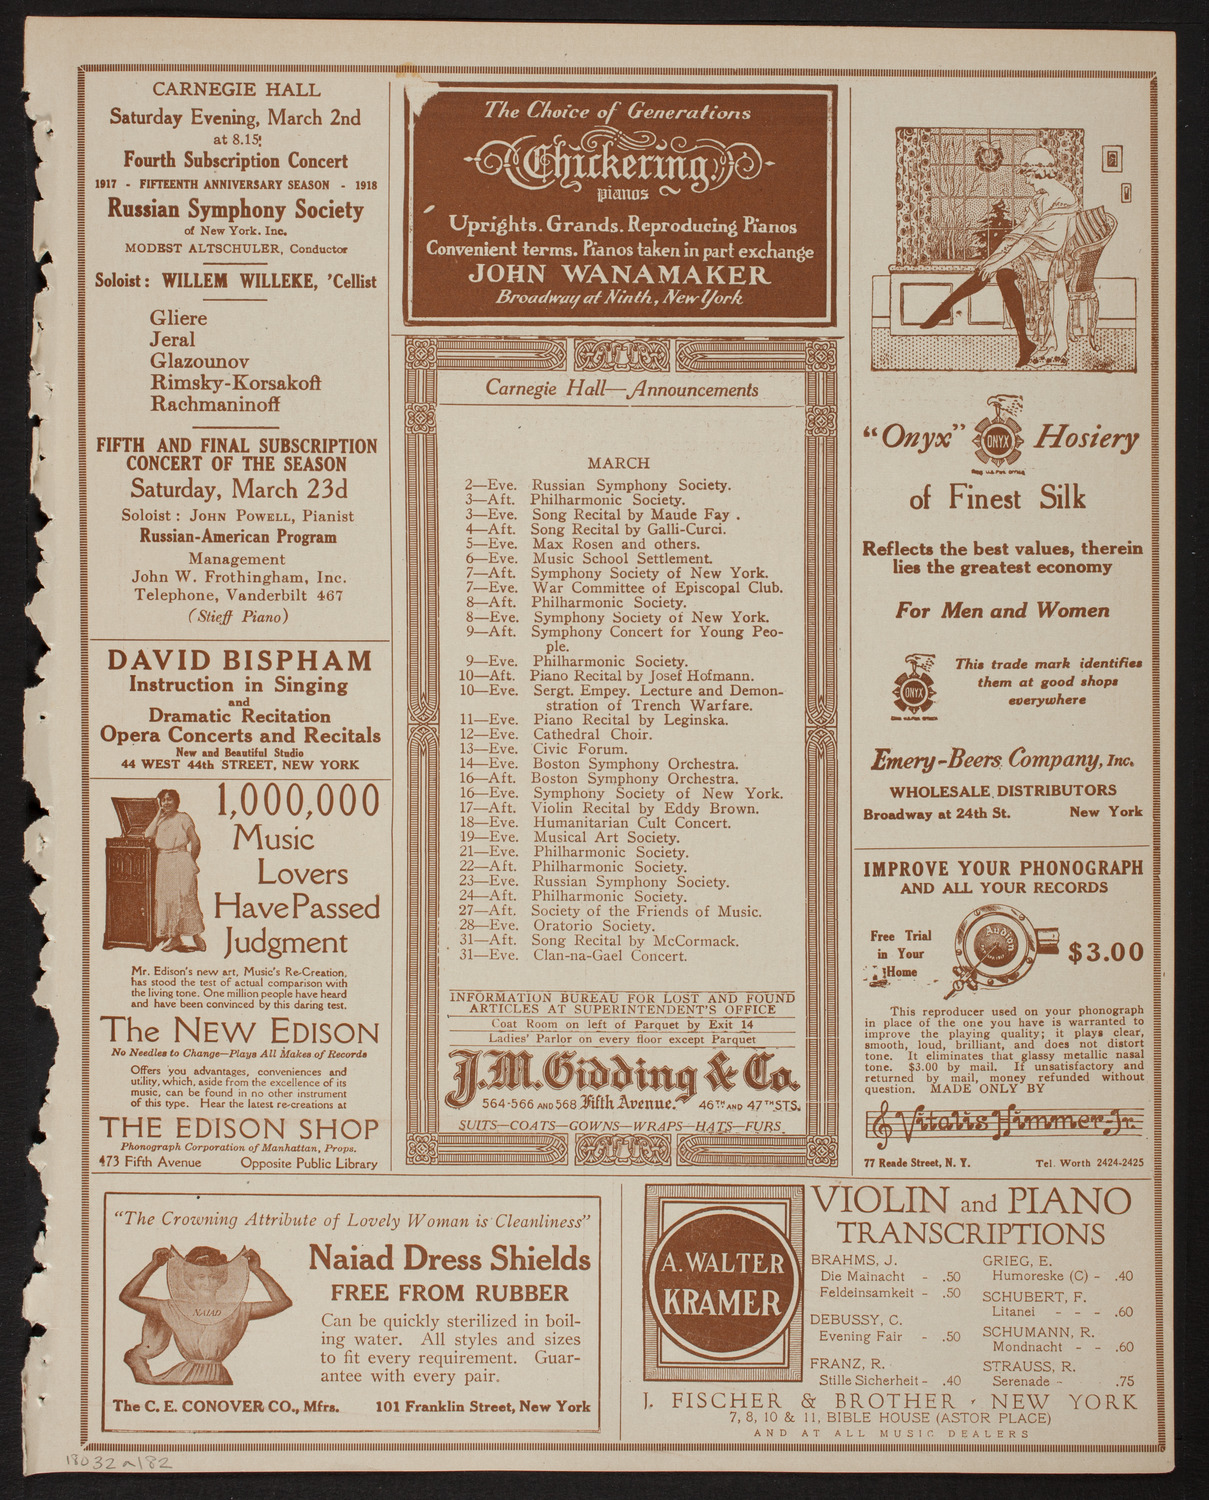 CARNEGIE HALL
Saturday Evening, March 2nd
at 8.15
Fourth Subscription Concert
1917 - FIFTEENTH ANNIVERSARY SEASON - 1918
Russian Symphony Society
of New York. Inc.
MODEST ALTSCHULER, Conductor
Soloist: WILLEM WILLEKE, 'Cellist
Gliere
Jeral
Glazounov
Rimsky-Korsakoff
Rachmaninoff
FIFTH AND FINAL SUBSCRIPTION
CONCERT OF THE SEASON
Saturday, March 23d
Soloist: JOHN POWELL, Pianist
Russian-American Program
Management
John W. Frothingham, Inc.
Telephone, Vanderbilt 467
(Stieff Piano)
DAVID BISPHAM
Instruction in Singing
and
Dramatic Recitation
Opera Concerts and Recitals
New and Beautiful Studio
44 WEST 44th STREET, NEW YORK
1,000,000
Music
Lovers
Have Passed
Judgment
Mr. Edison's new art, Music's Re-Creation,
has stood the test of actual comparison with
the living tone. One million people have heard
and have been convinced by this daring test.
The NEW EDISON
No Needles to Change—Plays All Makes of Records
Offers you advantages, conveniences and
utility, which, aside from the excellence of its
music, can be found in no other instrument
of this type. Hear the latest re-creations at
THE EDISON SHOP
Phonograph Corporation of Manhattan, Props.
473 Fifth Avenue Opposite Public Library
The Choice of Generations
Chickering
pianos
Uprights. Grands. Reproducing Pianos
Convenient terms. Pianos taken in part exchange
JOHN WANAMAKER
Broadway at Ninth, New York
Carnegie Hall—Announcements
MARCH
2—Eve. Russian Symphony Society.
3—Aft. Philharmonic Society.
3—Eve. Song Recital by Maude Fay .
4—Aft. Song Recital by Galli-Curci.
5—Eve. Max Rosen and others.
6—Eve. Music School Settlement.
7—Aft. Symphony Society of New York.
7—Eve. War Committee of Episcopal Club.
8—Aft. Philharmonic Society.
8—Eve. Symphony Society of New York.
9—Aft. Symphony Concert for Young Peo-
ple.
9—Eve. Philharmonic Society.
10—Aft. Piano Recital by Josef Hofmann.
10—Eve. Sergt. Empey. Lecture and Demon-
stration of Trench Warfare.
11—Eve. Piano Recital by Leginska.
12—Eve. Cathedral Choir.
13—Eve. Civic Forum.
14—Eve. Boston Symphony Orchestra.
16—Aft. Boston Symphony Orchestra.
16—Eve. Symphony Society of New York.
17—Aft. Violin Recital by Eddy Brown.
18—Eve. Humanitarian Cult Concert.
19—Eve. Musical Art Society.
21—Eve. Philharmonic Society.
22—Aft. Philharmonic Society.
23—Eve. Russian Symphony Society.
24—Aft. Philharmonic Society.
27—Aft. Society of the Friends of Music.
28—Eve. Oratorio Society.
31—Aft. Song Recital by McCormack.
31—Eve. Clan-na-Gael Concert.
INFORMATION BUREAU FOR LOST AND FOUND
ARTICLES AT SUPERINTENDENT'S OFFICE
Coat Room on left of Parquet by Exit 14
Ladies' Parlor on every floor except Parquet
J.M. Gidding & Co.
564-566 AND 568 Fifth Avenue. 46TH AND 47TH STS.
SUITS—COATS—GOWNS—WRAPS—HATS—FURS
"Onyx" ONYX Hosiery
of Finest Silk
Reflects the best values, therein
lies the greatest economy
For Men and Women
ONYX
This trade mark identifies
them at good shops
everywhere
Emery-Beers Company, INC.
WHOLESALE DISTRIBUTORS
Broadway at 24th St. New York
IMPROVE YOUR PHONOGRAPH
AND ALL YOUR RECORDS
Free Trial
in Your
Home
Audion
$3.00
This reproducer used on your phonograph
in place of the one you have is warranted to
improve the playing quality; it plays clear,
smooth, loud, brilliant, and does not distort
tone. It eliminates that glassy metallic nasal
tone. $3.00 by mail. If unsatisfactory and
returned by mail, money refunded without
question. MADE ONLY BY
Vitalis Himmer-Jr.
77 Reade Street, N. Y. Tel. Worth 2424-2425
"The Crowning Attribute of Lovely Woman is Cleanliness"
NAIAD
Naiad Dress Shields
FREE FROM RUBBER
Can be quickly sterilized in boil-
ing water. All styles and sizes
to fit every requirement. Guar-
antee with every pair.
The C. E. CONOVER CO., Mfrs. 101 Franklin Street, New York
A. WALTER
KRAMER
VIOLIN and PIANO
TRANSCRIPTIONS
BRAHMS, J.
Die Mainacht - .50
Feldeinsamkeit - .50
DEBUSSY, C.
Evening Fair - .50
FRANZ, R.
Stille Sicherheit - .40
GRIEG, E.
Humoreske (C) - .40
SCHUBERT, F.
Litanei - - - .60
SCHUMANN, R.
Mondnacht - - .60
STRAUSS, R.
Serenade - .75
J. FISCHER & BROTHER, NEW YORK
7, 8, 10 & 11, BIBLE HOUSE (ASTOR PLACE)
AND AT ALL MUSIC DEALERS
18032~182